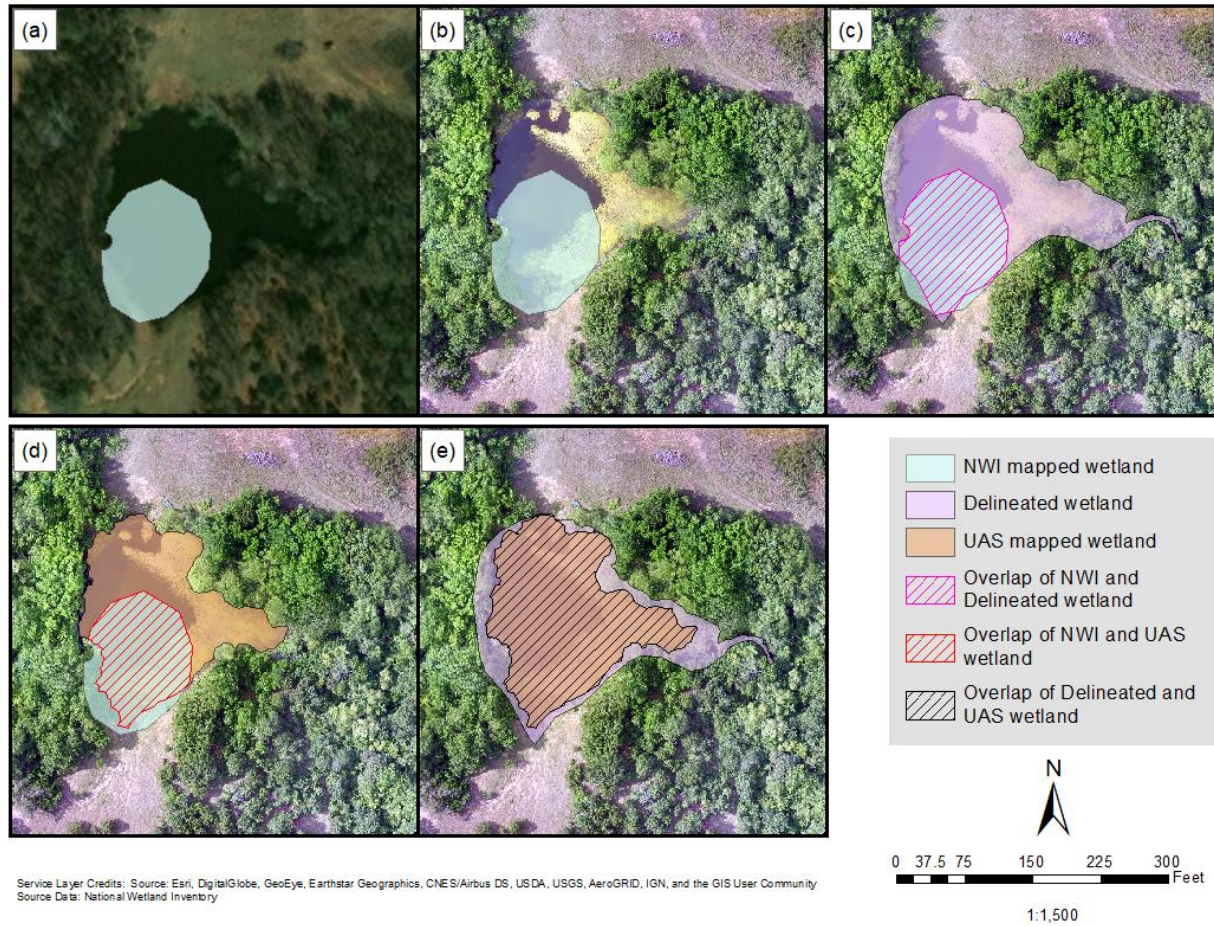 (a)
(b)
(c)
(d)
(e)
NWI mapped wetland
Delineated wetland
UAS mapped wetland
Overlap of NWI and
Delineated wetland
Overlap of NWI and UAS
wetland
Overlap of Delineated and
UAS wetland
N
0 37.5 75 150 225 300
Feet
1:1,500
Service Layer Credits: Source: Esri, DigitalGlobe, GeoEye, Earthstar Geographics, CNES/Airbus DS, USDA, USGS, AeroGRID, IGN, and the GIS User Community
Source Data: National Wetland Inventory